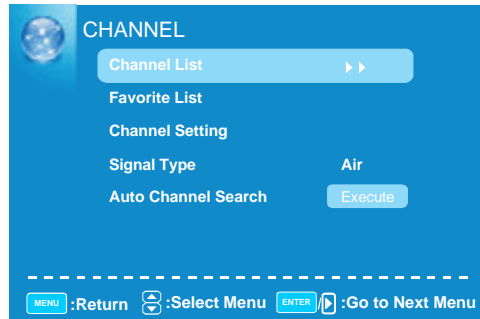 CHANNEL
Channel List
Favorite List
Channel Setting
Signal Type Air
Auto Channel Search Execute
MENU :Return :Select Menu ENTER / :Go to Next Menu